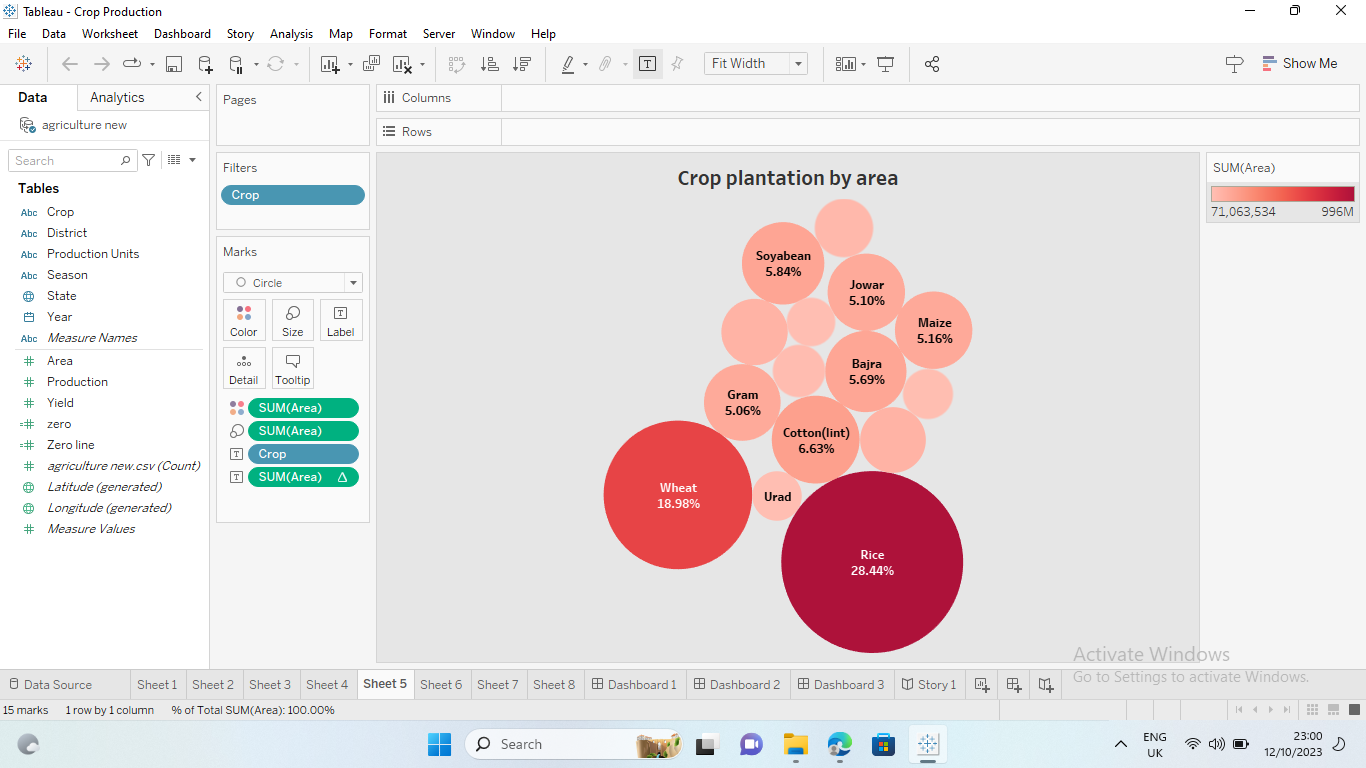 Tableau - Crop Production
File Data Worksheet Dashboard Story Analysis Map Format Server Window Help
Fit Width
Show Me
Data
Analytics
agriculture new
Search
Tables
Abc Crop
Abc District
Abc Production Units
Abc Season
State
Year
Abc Measure Names
# Area
# Production
# Yield
=# zero
=# Zero line
# agriculture new.csv (Count)
Latitude (generated)
Longitude (generated)
# Measure Values
Pages
Filters
Crop
Marks
Circle
Color Size Label
Detail Tooltip
SUM(Area)
SUM(Area)
Crop
SUM(Area) △
Columns
Rows
Crop plantation by area
Soyabean
5.84%
Jowar
5.10%
Maize
5.16%
Bajra
5.69%
Gram
5.06%
Cotton(lint)
6.63%
Wheat
18.98%
Urad
Rice
28.44%
SUM(Area)
71,063,534 996M
Activate Windows
Go to Settings to activate Windows.
Data Source Sheet 1 Sheet 2 Sheet 3 Sheet 4 Sheet 5 Sheet 6 Sheet 7 Sheet 8 Dashboard 1 Dashboard 2 Dashboard 3 Story 1
15 marks 1 row by 1 column % of Total SUM(Area): 100.00%
Search
ENG
UK
23:00
12/10/2023